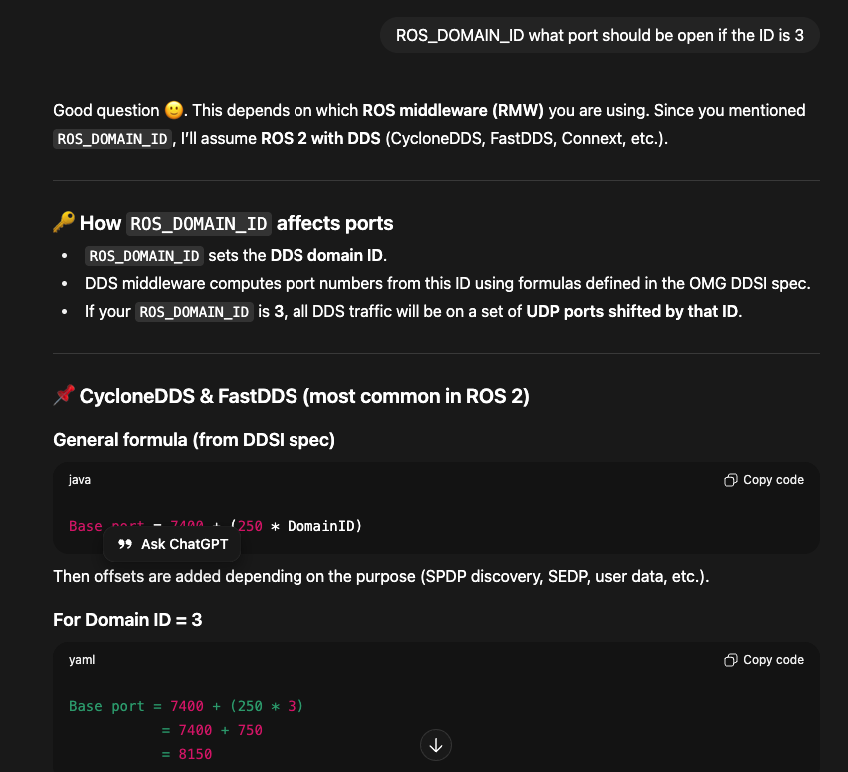 ROS_DOMAIN_ID what port should be open if the ID is 3
Good question 🙂. This depends on which ROS middleware (RMW) you are using. Since you mentioned
ROS_DOMAIN_ID, I'll assume ROS 2 with DDS (CycloneDDS, FastDDS, Connext, etc.).
🔑 How ROS_DOMAIN_ID affects ports
• ROS_DOMAIN_ID sets the DDS domain ID.
• DDS middleware computes port numbers from this ID using formulas defined in the OMG DDSI spec.
• If your ROS_DOMAIN_ID is 3, all DDS traffic will be on a set of UDP ports shifted by that ID.
📌 CycloneDDS & FastDDS (most common in ROS 2)
General formula (from DDSI spec)
java
Copy code
Base port = 7400 + (250 * DomainID)
Ask ChatGPT
Then offsets are added depending on the purpose (SPDP discovery, SEDP, user data, etc.).
For Domain ID = 3
yaml
Copy code
Base port = 7400 + (250 * 3)
= 7400 + 750
= 8150